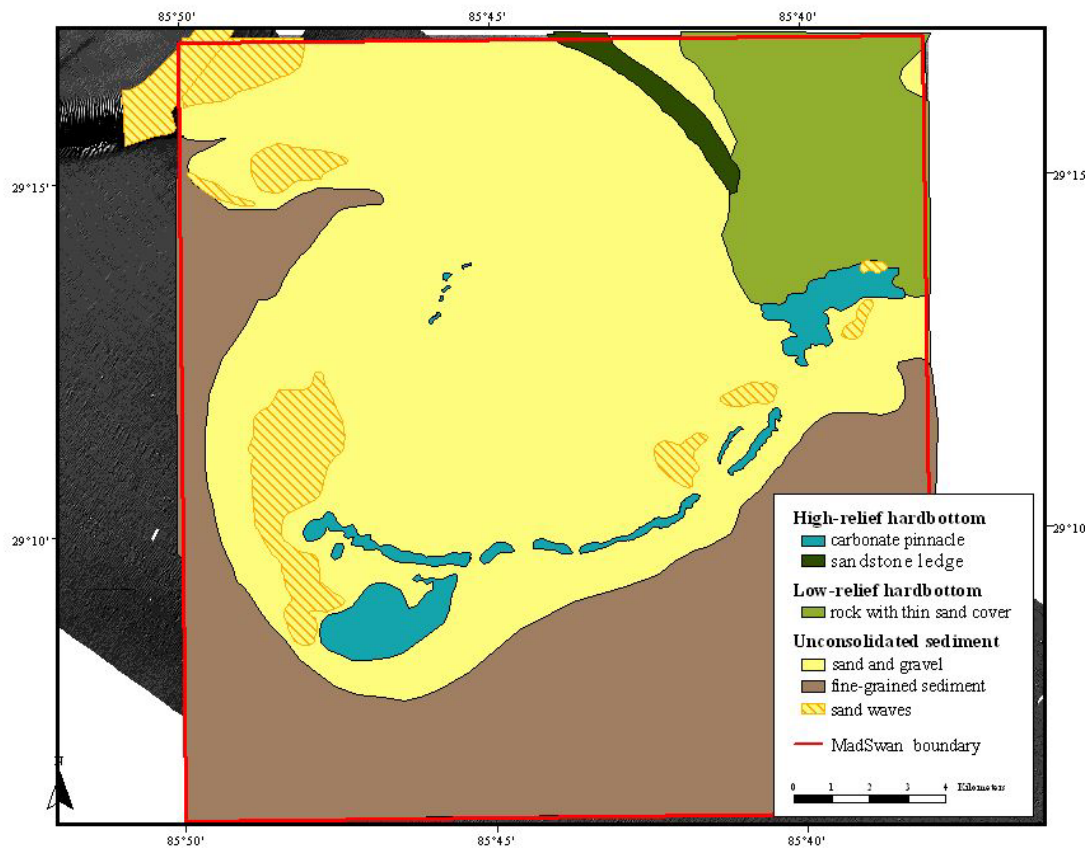 85°50' 85°45' 85°40'
29°15' 29°15
29°10' 29°10'
High-relief hardbottom
carbonate pinnacle
sandstone ledge
Low-relief hardbottom
rock with thin sand cover
Unconsolidated sediment
sand and gravel
fine-grained sediment
sand waves
MadSwan boundary
0 1 2 3 4 Kilometers
N
85°50' 85°45' 85°40'